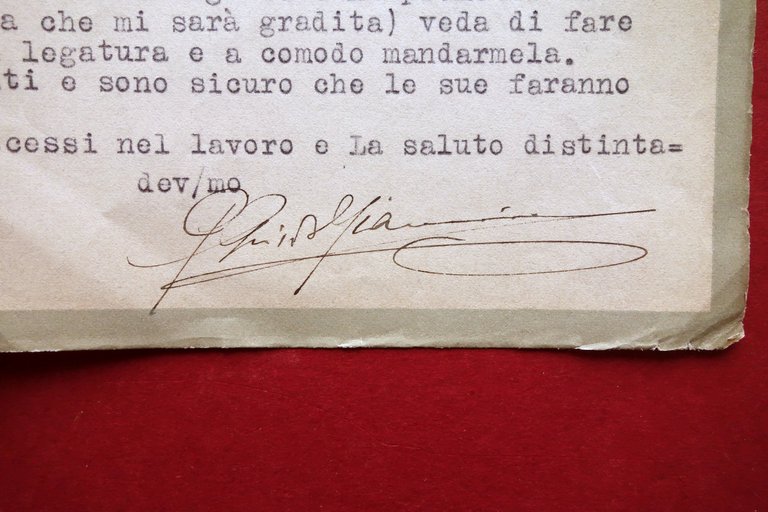 a che mi sarà gradita) veda di fare
legatura e a comodo mandarmela.
ti e sono sicuro che le sue faranno
cessi nel lavoro e La saluto distinta=
dev/mo